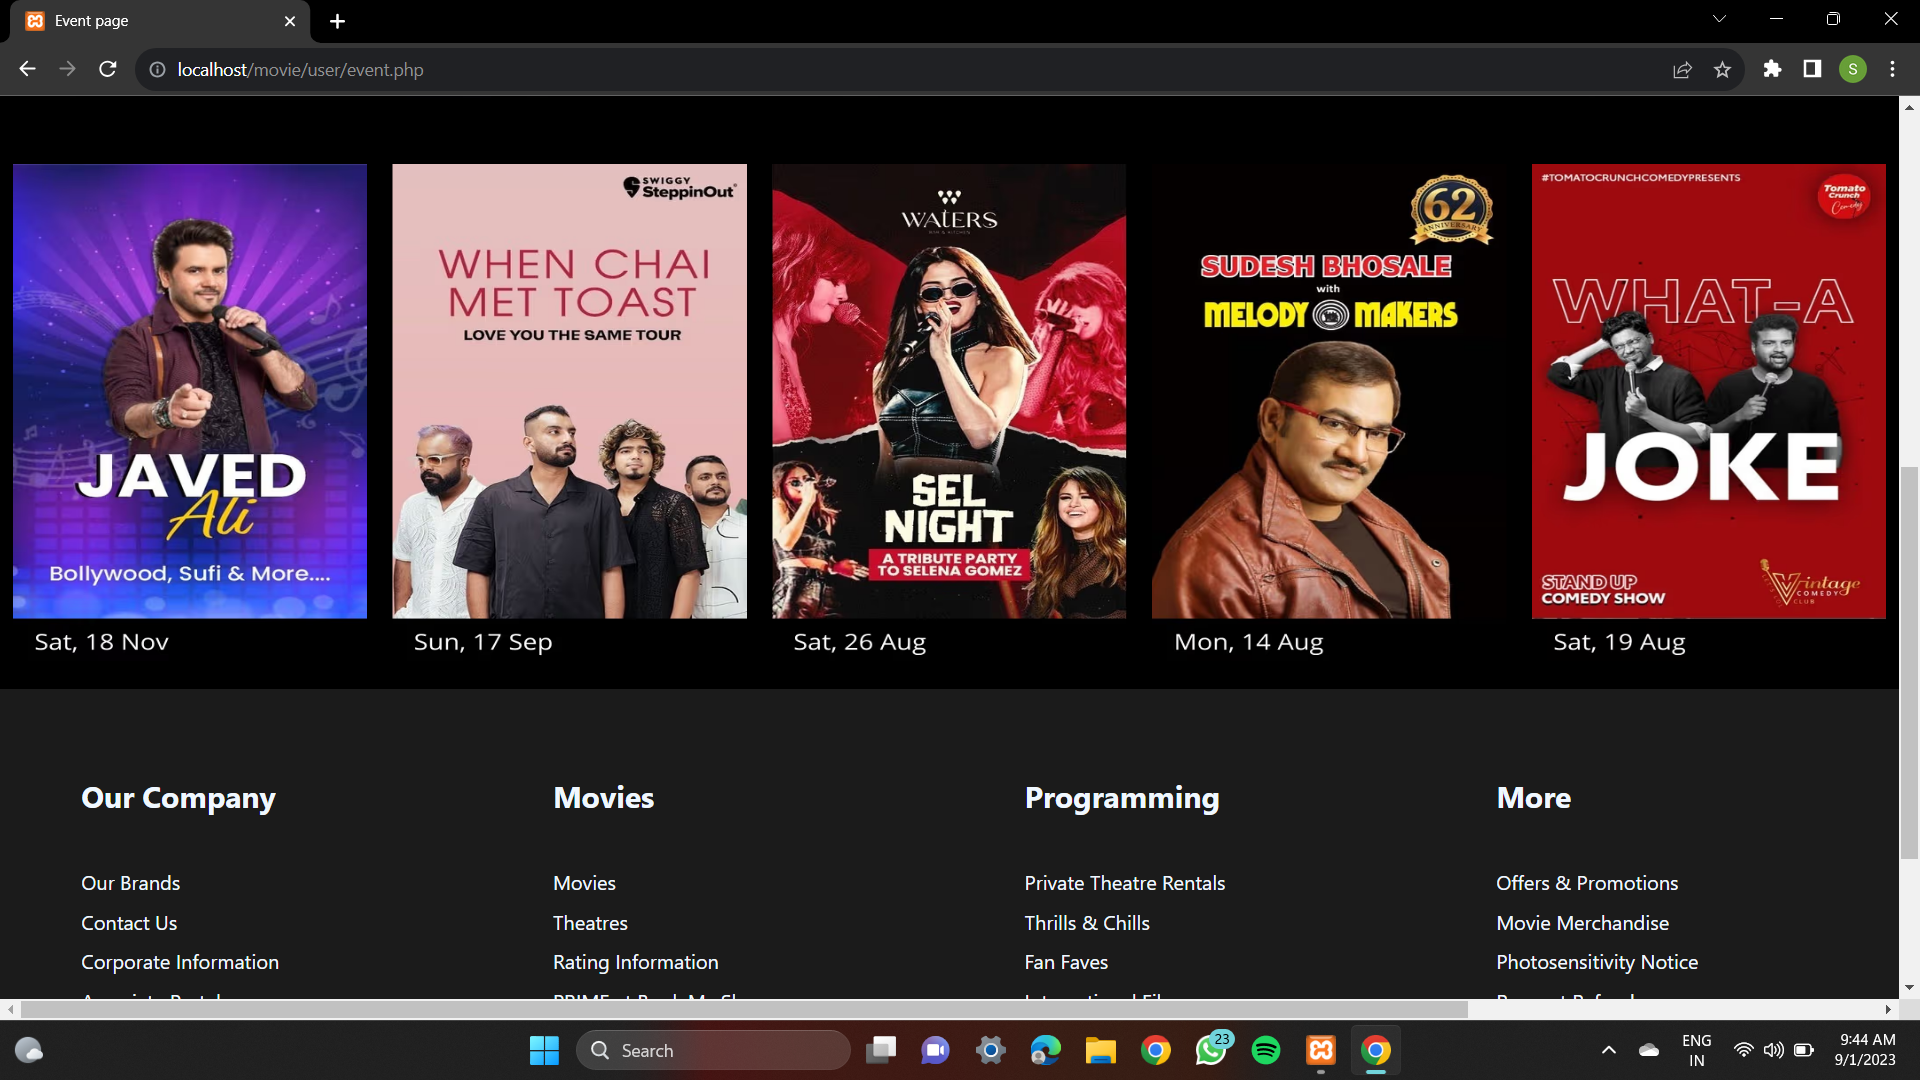 Event page
localhost/movie/user/event.php
S
JAVED
Ali
Bollywood, Sufi & More....
Sat, 18 Nov
SWIGGY
SteppinOut
WHEN CHAI
MET TOAST
LOVE YOU THE SAME TOUR
Sun, 17 Sep
WATERS
BAR & KITCHEN
SEL
NIGHT
A TRIBUTE PARTY
TO SELENA GOMEZ
Sat, 26 Aug
62
ANNIVERSARY
SUDESH BHOSALE
with
MELODY MAKERS
Mon, 14 Aug
#TOMATOCRUNCHCOMEDYPRESENTS
Tomato
Crunch
Comedy
WHAT-A
JOKE
STAND UP
COMEDY SHOW
Vrintage
COMEDY
CLUB
Sat, 19 Aug
Our Company
Our Brands
Contact Us
Corporate Information
Movies
Movies
Theatres
Rating Information
Programming
Private Theatre Rentals
Thrills & Chills
Fan Faves
More
Offers & Promotions
Movie Merchandise
Photosensitivity Notice
Search
23
ENG
IN
9:44 AM
9/1/2023